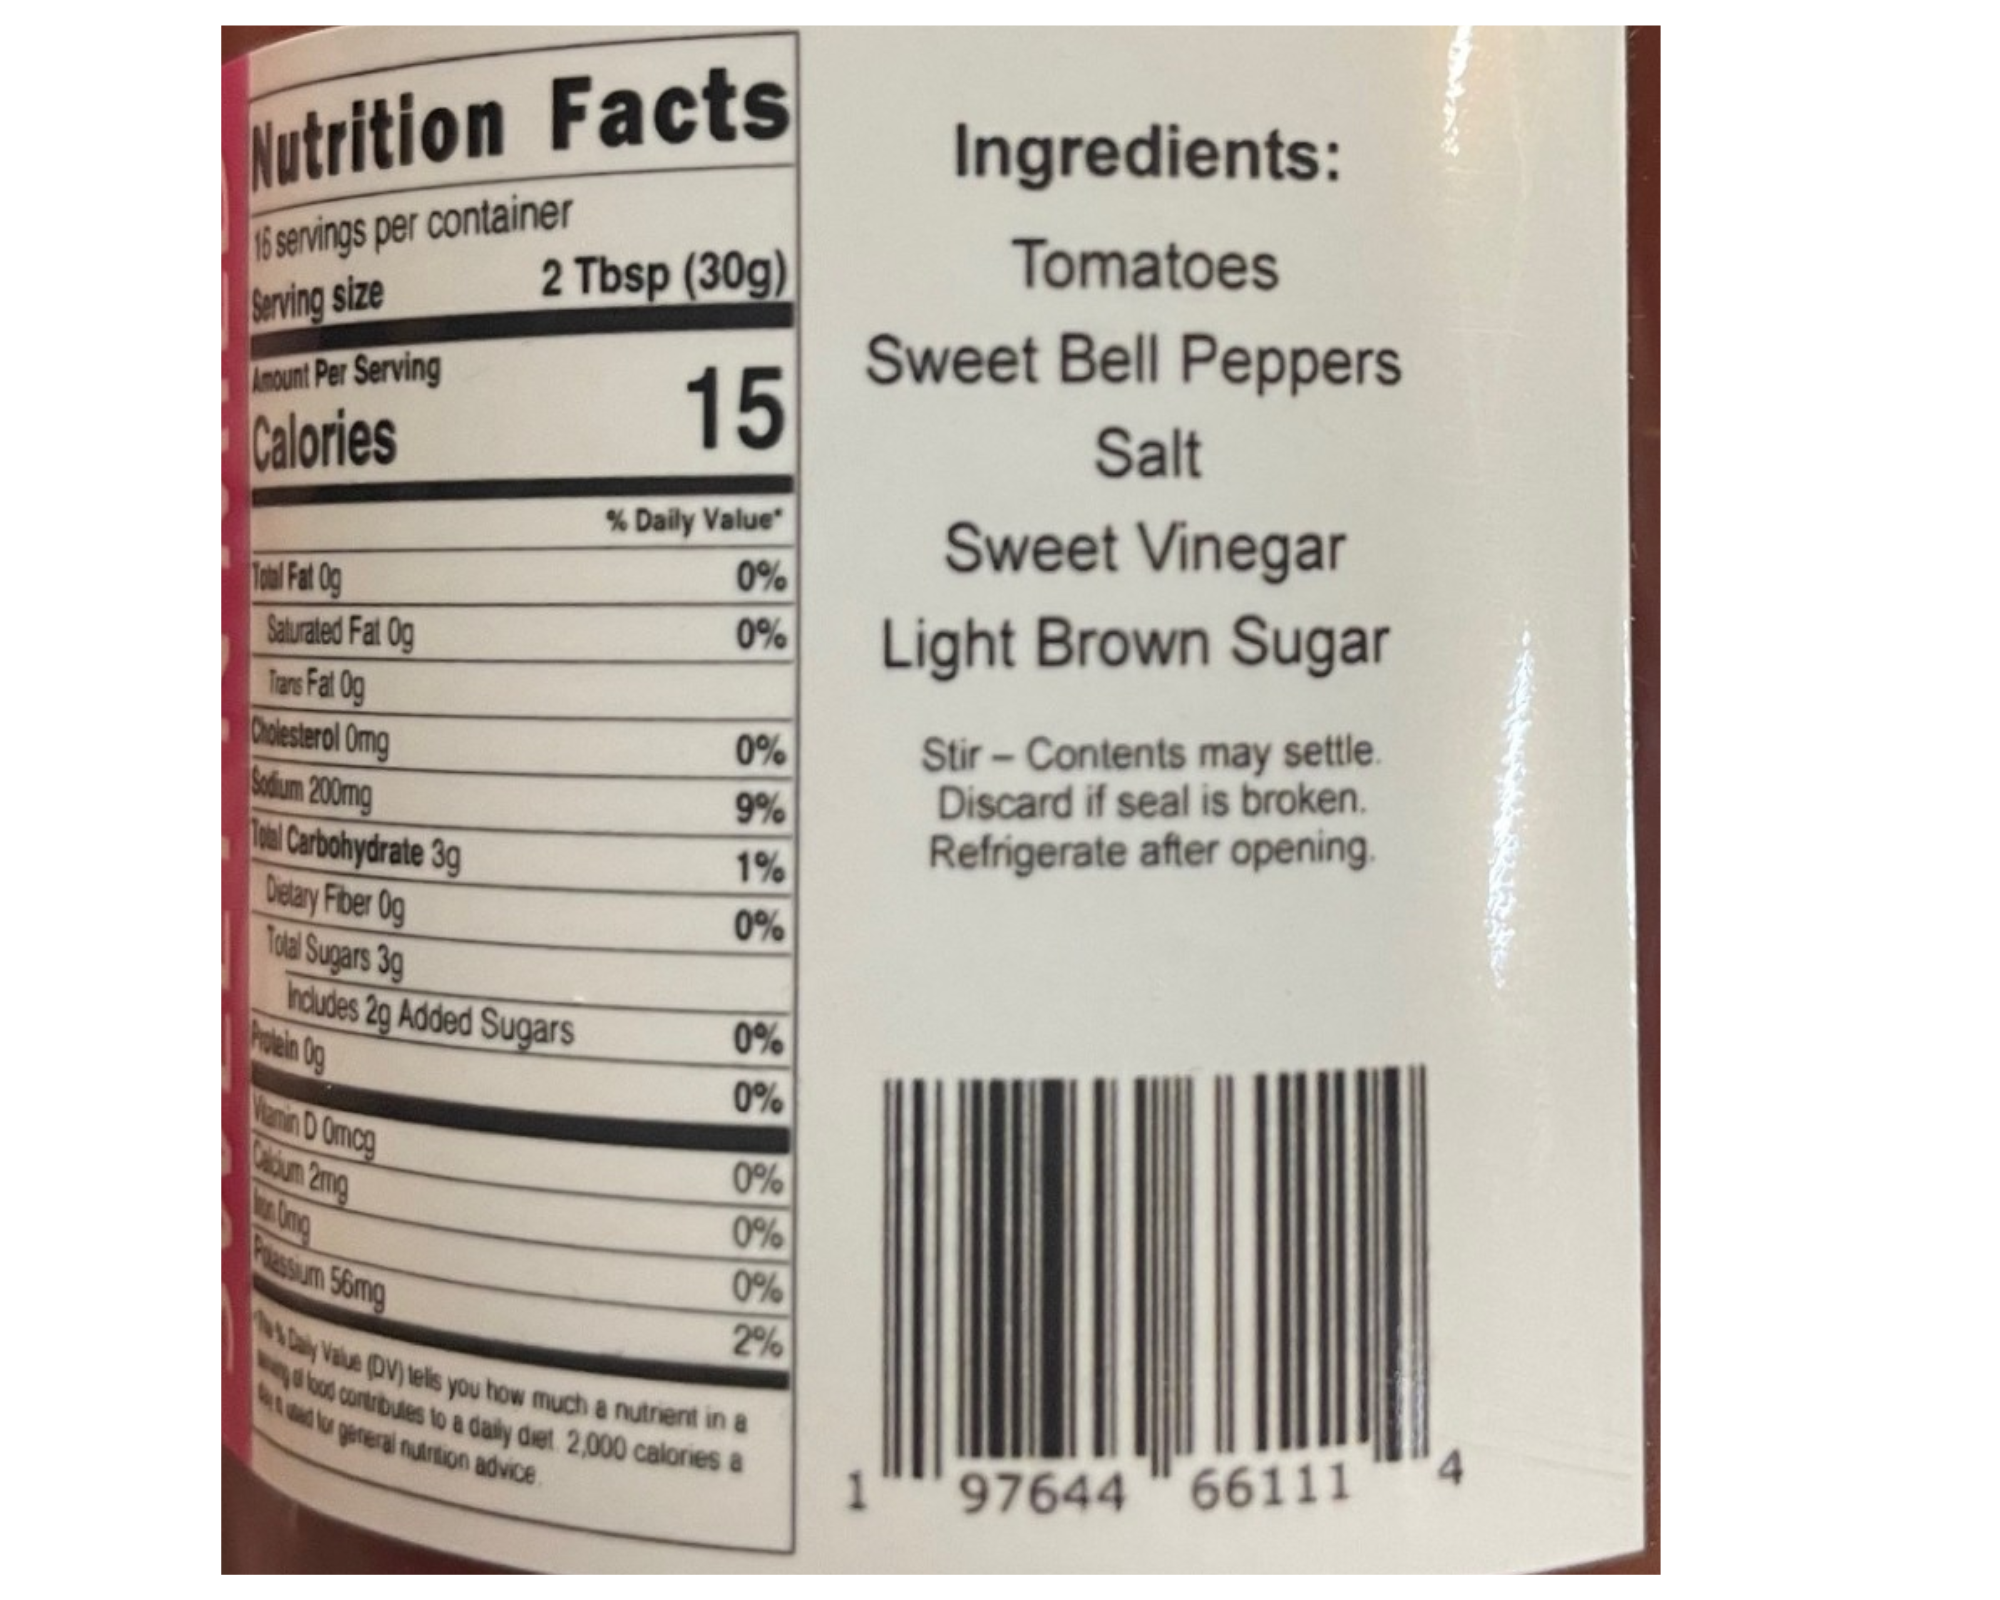 Nutrition Facts
16 servings per container
Serving size 2 Tbsp (30g)
Amount Per Serving
Calories 15
% Daily Value*
Total Fat 0g 0%
Saturated Fat 0g 0%
Trans Fat 0g
Cholesterol 0mg 0%
Sodium 200mg 9%
Total Carbohydrate 3g 1%
Dietary Fiber 0g 0%
Total Sugars 3g
Includes 2g Added Sugars 0%
Protein 0g 0%
Vitamin D 0mcg 0%
Calcium 2mg 0%
Iron 0mg 0%
Potassium 56mg 2%
*The % Daily Value (DV) tells you how much a nutrient in a
serving of food contributes to a daily diet. 2,000 calories a
day is used for general nutrition advice.
Ingredients:
Tomatoes
Sweet Bell Peppers
Salt
Sweet Vinegar
Light Brown Sugar
Stir – Contents may settle.
Discard if seal is broken.
Refrigerate after opening.
1 97644 66111 4